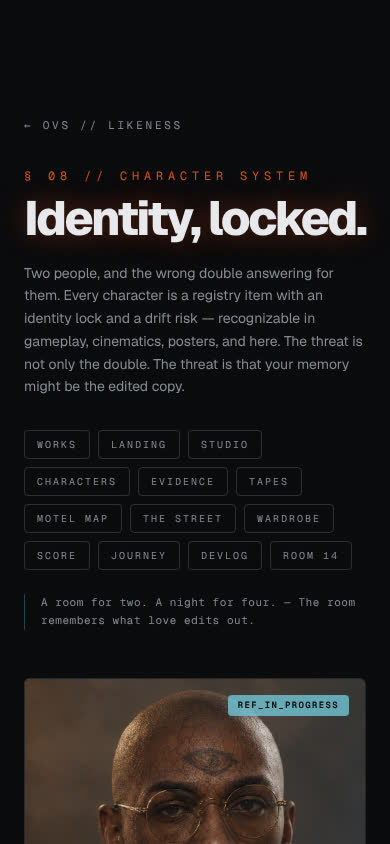 ← OVS // LIKENESS
§ 08 // CHARACTER SYSTEM
Identity, locked.
Two people, and the wrong double answering for
them. Every character is a registry item with an
identity lock and a drift risk — recognizable in
gameplay, cinematics, posters, and here. The threat is
not only the double. The threat is that your memory
might be the edited copy.
WORKS LANDING STUDIO
CHARACTERS EVIDENCE TAPES
MOTEL MAP THE STREET WARDROBE
SCORE JOURNEY DEVLOG ROOM 14
A room for two. A night for four. — The room
remembers what love edits out.
REF_IN_PROGRESS